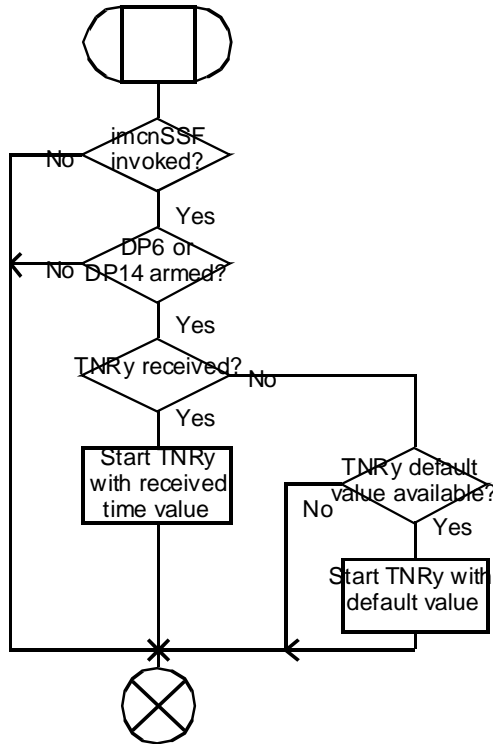 imcnSSF
invoked?
No
Yes
DP6 or
DP14 armed?
No
Yes
TNRy received?
No
Yes
Start TNRy
with received
time value
TNRy default
value available?
No
Yes
Start TNRy with
default value